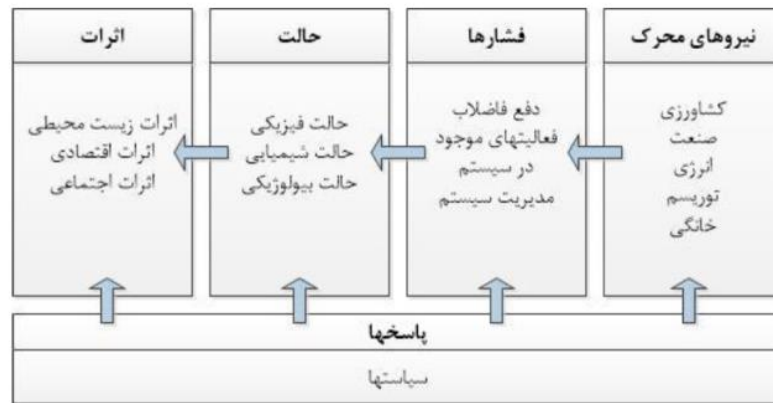 نیروهای محرک
کشاورزی
صنعت
انرژی
توریسم
خانگی
فشارها
دفع فاضلاب
فعالیتهای موجود
در سیستم
مدیریت سیستم
حالت
حالت فیزیکی
حالت شیمیایی
حالت بیولوژیکی
اثرات
اثرات زیست محیطی
اثرات اقتصادی
اثرات اجتماعی
پاسخها
سیاستها